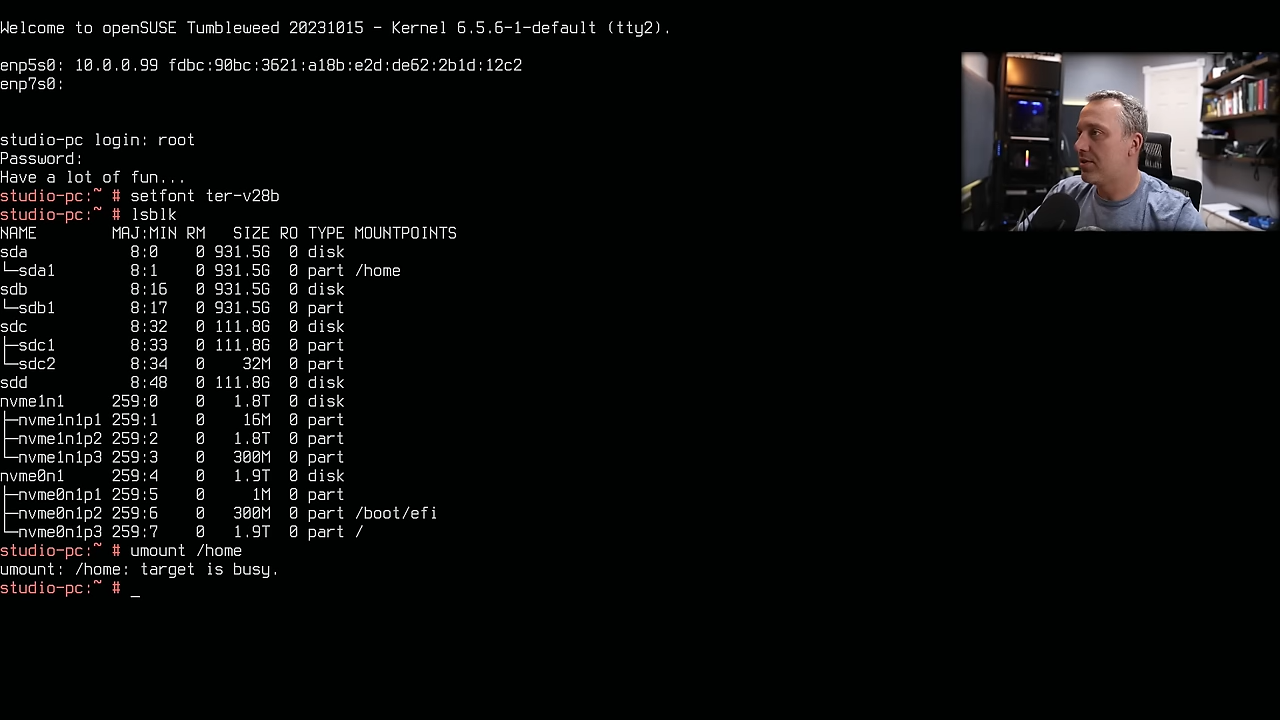 Welcome to openSUSE Tumbleweed 20231015 - Kernel 6.5.6-1-default (tty2).
enp5s0: 10.0.0.99 fdbc:90bc:3621:a18b:e2d:de62:2b1d:12c2
enp7s0:
studio-pc login: root
Password:
Have a lot of fun...
studio-pc:~ # setfont ter-v28b
studio-pc:~ # lsblk
NAME        MAJ:MIN RM   SIZE RO TYPE MOUNTPOINTS
sda           8:0    0 931.5G  0 disk
└─sda1        8:1    0 931.5G  0 part /home
sdb           8:16   0 931.5G  0 disk
└─sdb1        8:17   0 931.5G  0 part
sdc           8:32   0 111.8G  0 disk
├─sdc1        8:33   0 111.8G  0 part
└─sdc2        8:34   0    32M  0 part
sdd           8:48   0 111.8G  0 disk
nvme1n1     259:0    0   1.8T  0 disk
├─nvme1n1p1 259:1    0    16M  0 part
├─nvme1n1p2 259:2    0   1.8T  0 part
└─nvme1n1p3 259:3    0   300M  0 part
nvme0n1     259:4    0   1.9T  0 disk
├─nvme0n1p1 259:5    0     1M  0 part
├─nvme0n1p2 259:6    0   300M  0 part /boot/efi
└─nvme0n1p3 259:7    0   1.9T  0 part /
studio-pc:~ # umount /home
umount: /home: target is busy.
studio-pc:~ # _